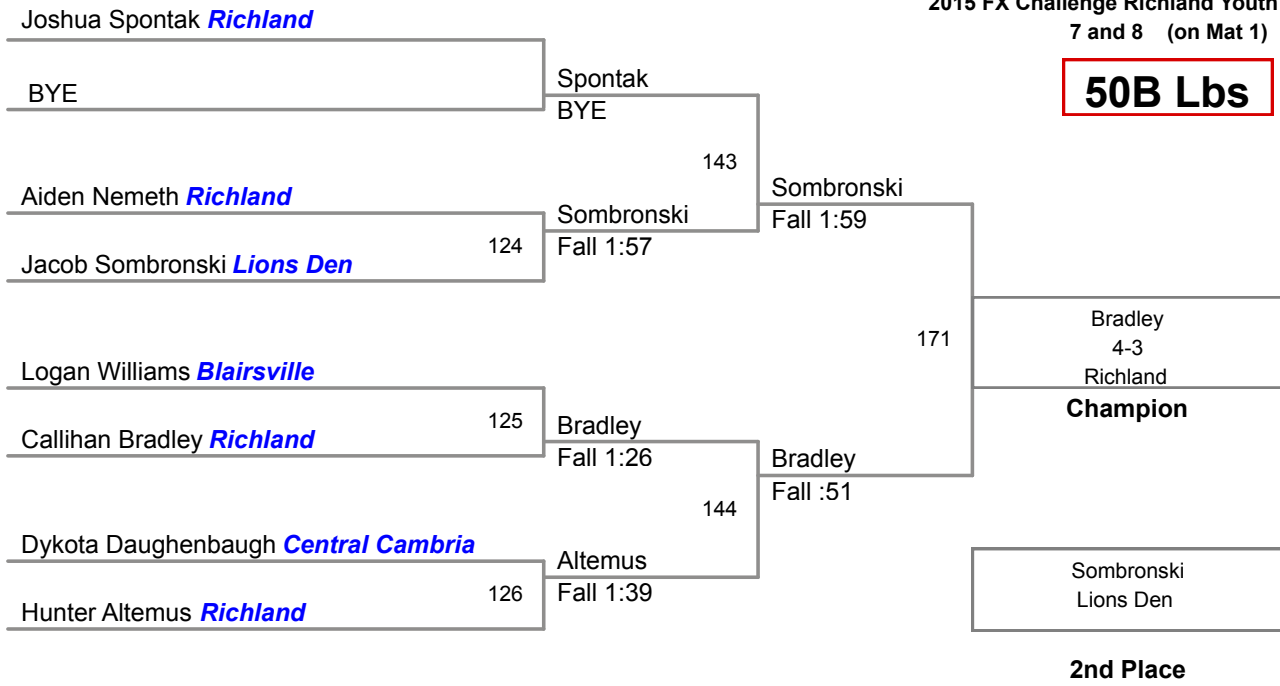 2015 FX Challenge Richland Youth
7 and 8 (on Mat 1)
50B Lbs
Joshua Spontak Richland
BYE
Spontak
BYE
143
Aiden Nemeth Richland
Jacob Sombronski Lions Den
124
Sombronski
Fall 1:57
Sombronski
Fall 1:59
171
Logan Williams Blairsville
Callihan Bradley Richland
125
Bradley
Fall 1:26
144
Bradley
Fall :51
Dykota Daughenbaugh Central Cambria
Hunter Altemus Richland
126
Altemus
Fall 1:39
Bradley
4-3
Richland
Champion
Sombronski
Lions Den
2nd Place